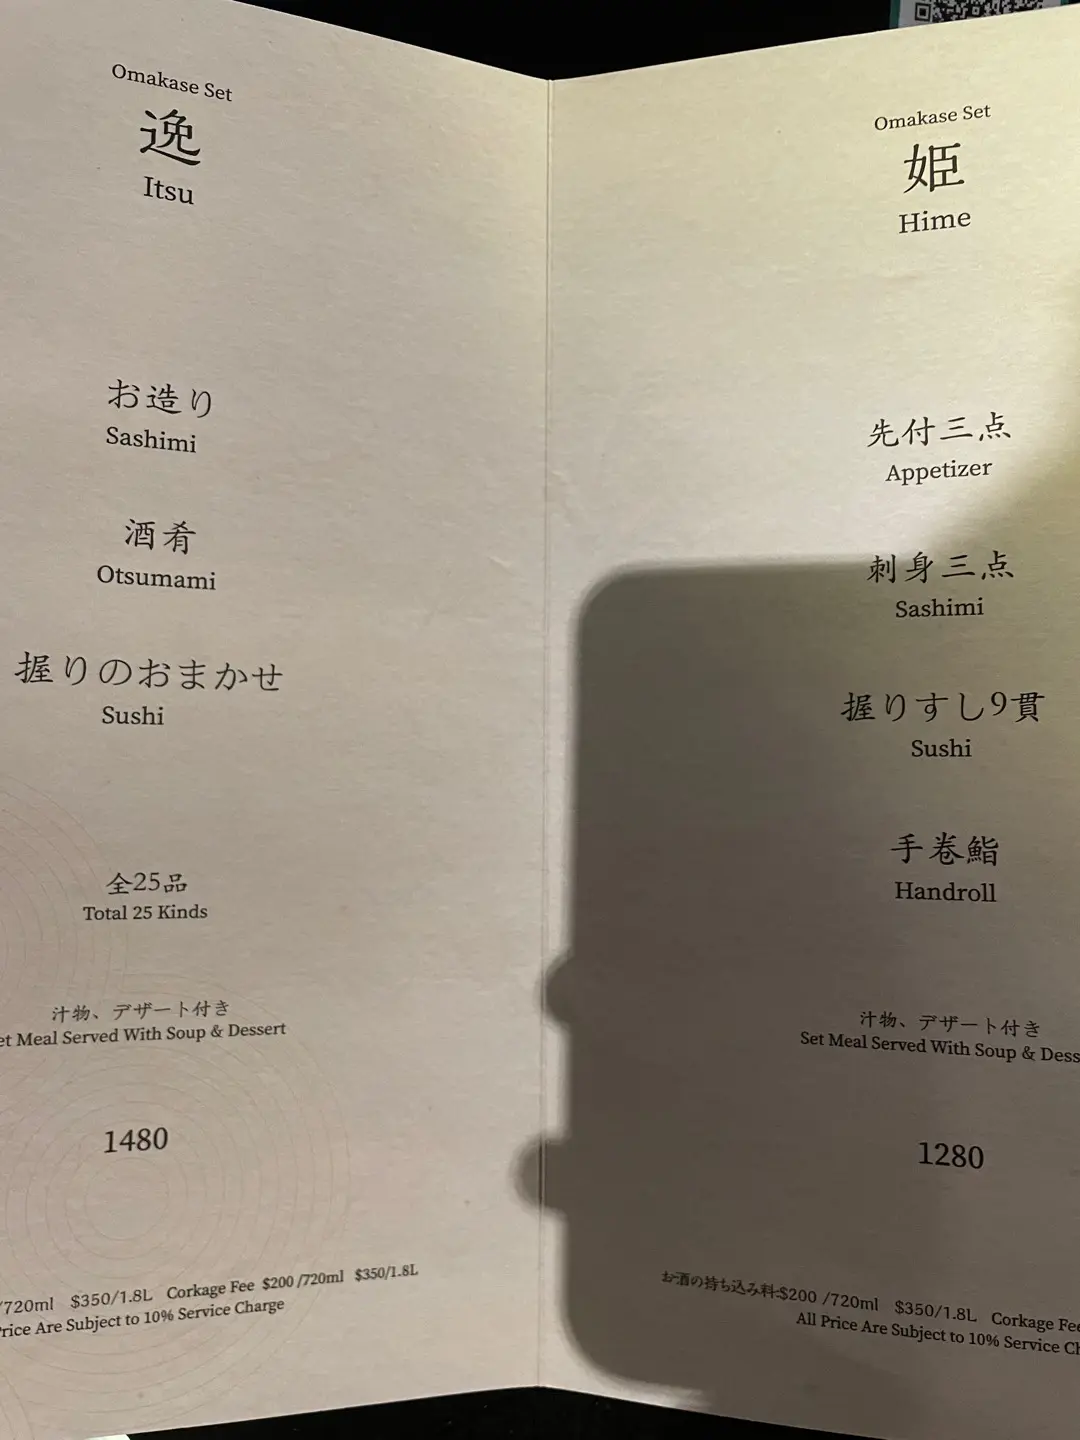 Omakase Set
逸
Itsu
お造り
Sashimi
酒肴
Otsumami
握りのおまかせ
Sushi
全25品
Total 25 Kinds
汁物、デザート付き
Meal Served With Soup & Dessert
1480
/720ml $350/1.8L Corkage Fee $200 /720ml $350/1.8L
Price Are Subject to 10% Service Charge
Omakase Set
姫
Hime
先付三点
Appetizer
刺身三点
Sashimi
握りすし9貫
Sushi
手巻鮨
Handroll
汁物、デザート付き
Set Meal Served With Soup & Dess
1280
お酒の持ち込み料:$200 /720ml $350/1.8L Corkage Fee
All Price Are Subject to 10% Service Ch